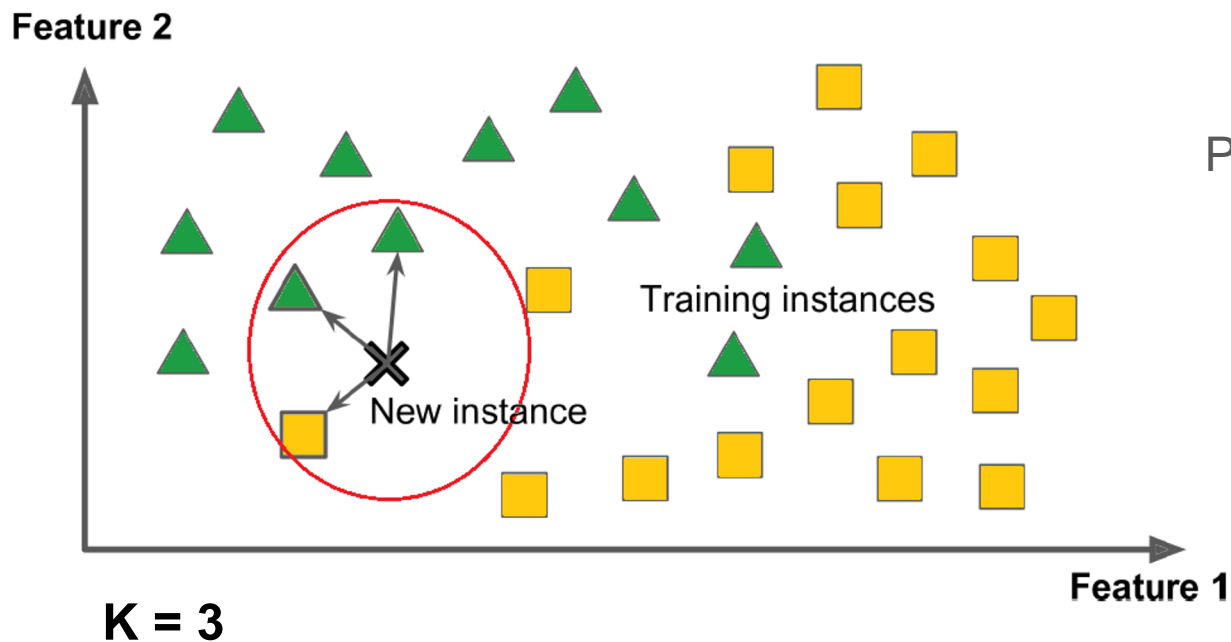 Feature 2
P
Training instances
New instance
Feature 1
K = 3